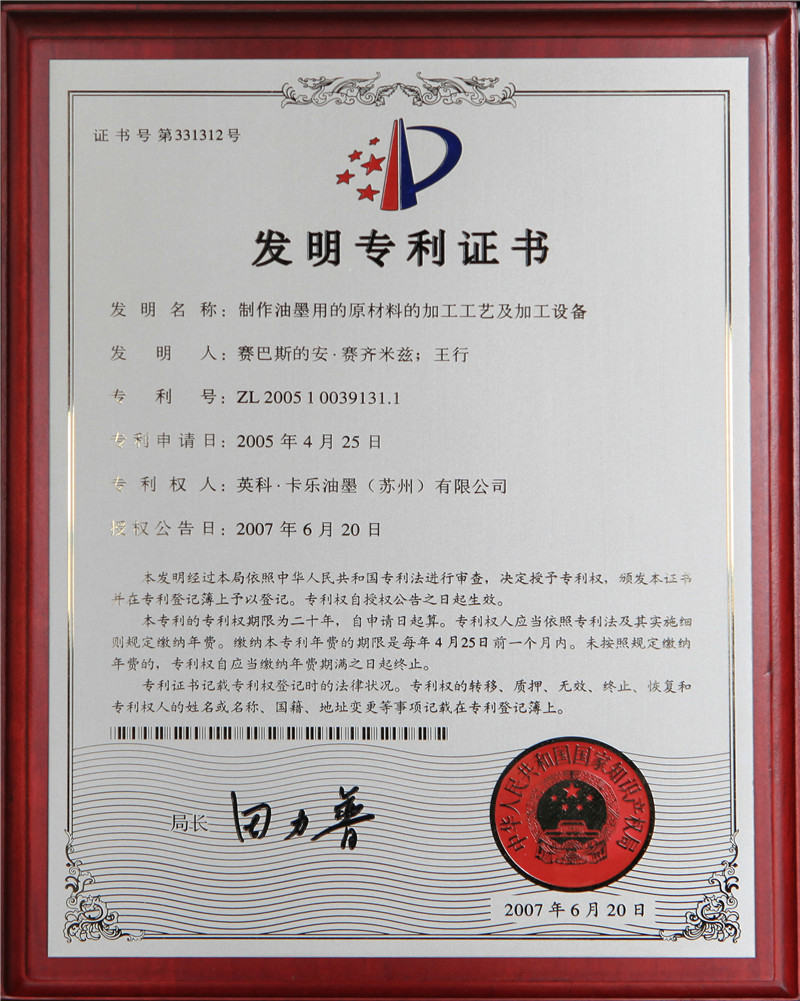 证书号第331312号
发明专利证书
发明名称：制作油墨用的原材料的加工工艺及加工设备
发明人：赛巴斯的安·赛齐米兹；王行
专利号：ZL 2005 1 0039131.1
专利申请日：2005 年 4 月 25 日
专利权人：英科·卡乐油墨（苏州）有限公司
授权公告日：2007 年 6 月 20 日
本发明经过本局依照中华人民共和国专利法进行审查，决定授予专利权，颁发本证书
并在专利登记簿上予以登记。专利权自授权公告之日起生效。
本专利的专利权期限为二十年，自申请日起算。专利权人应当依照专利法及其实施细
则规定缴纳年费。缴纳本专利年费的期限是每年 4 月25日前一个月内。未按照规定缴纳
年费的，专利权自应当缴纳年费期满之日起终止。
专利证书记载专利权登记时的法律状况。专利权的转移、质押、无效、终止、恢复和
专利权人的姓名或名称、国籍、地址变更等事项记载在专利登记簿上。
局长 田力普
中华人民共和国国家知识产权局
2007 年 6 月 20 日